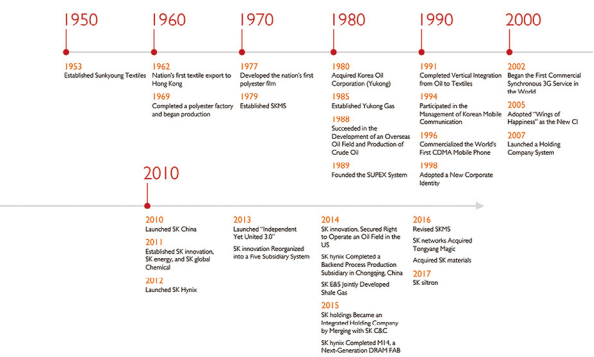 1950
1953
Established Sunkyoung Textiles
1960
1962
Nation's first textile export to
Hong Kong
1969
Completed a polyester factory
and began production
1970
1977
Developed the nation's first
polyester film
1979
Established SKMS
1980
1980
Acquired Korea Oil
Corporation (Yukong)
1985
Established Yukong Gas
1988
Succeeded in the
Development of an Overseas
Oil Field and Production of
Crude Oil
1989
Founded the SUPEX System
1990
1991
Completed Vertical Integration
from Oil to Textiles
1994
Participated in the
Management of Korean Mobile
Communication
1996
Commercialized the World's
First CDMA Mobile Phone
1998
Adopted a New Corporate
Identity
2000
2002
Began the First Commercial
Synchronous 3G Service in
the World
2005
Adopted "Wings of
Happiness" as the New CI
2007
Launched a Holding
Company System
2010
2010
Launched SK China
2011
Established SK innovation,
SK energy, and SK global
Chemical
2012
Launched SK Hynix
2013
Launched "Independent
Yet United 3.0"
SK innovation Reorganized
into a Five Subsidiary System
2014
SK innovation, Secured Right
to Operate an Oil Field in the
US
SK hynix Completed a
Backend Process Production
Subsidiary in Chongqing, China
SK E&S Jointly Developed
Shale Gas
2015
SK holdings Became an
Integrated Holding Company
by Merging with SK C&C
SK hynix Completed M14, a
Next-Generation DRAM FAB
2016
Revised SKMS
SK networks Acquired
Tongyang Magic
Acquired SK materials
2017
SK siltron